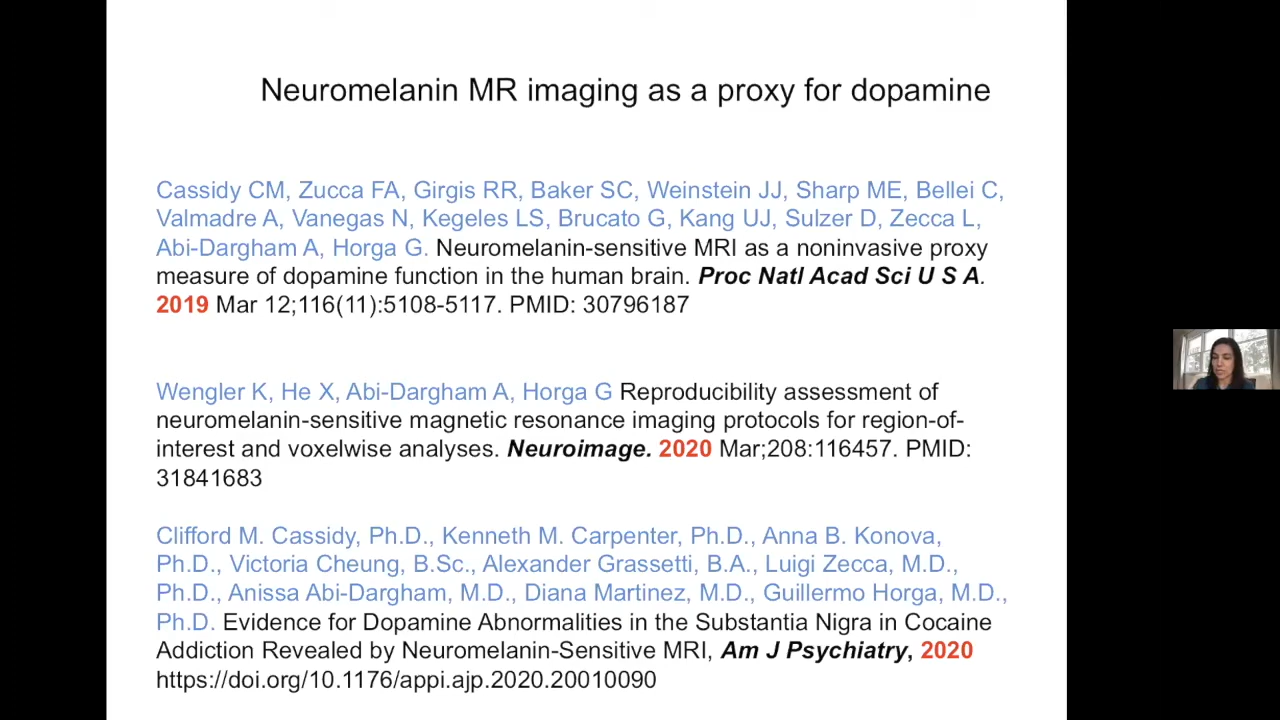 Neuromelanin MR imaging as a proxy for dopamine
Cassidy CM, Zucca FA, Girgis RR, Baker SC, Weinstein JJ, Sharp ME, Bellei C,
Valmadre A, Vanegas N, Kegeles LS, Brucato G, Kang UJ, Sulzer D, Zecca L,
Abi-Dargham A, Horga G. Neuromelanin-sensitive MRI as a noninvasive proxy
measure of dopamine function in the human brain. Proc Natl Acad Sci U S A.
2019 Mar 12;116(11):5108-5117. PMID: 30796187
Wengler K, He X, Abi-Dargham A, Horga G Reproducibility assessment of
neuromelanin-sensitive magnetic resonance imaging protocols for region-of-
interest and voxelwise analyses. Neuroimage. 2020 Mar;208:116457. PMID:
31841683
Clifford M. Cassidy, Ph.D., Kenneth M. Carpenter, Ph.D., Anna B. Konova,
Ph.D., Victoria Cheung, B.Sc., Alexander Grassetti, B.A., Luigi Zecca, M.D.,
Ph.D., Anissa Abi-Dargham, M.D., Diana Martinez, M.D., Guillermo Horga, M.D.,
Ph.D. Evidence for Dopamine Abnormalities in the Substantia Nigra in Cocaine
Addiction Revealed by Neuromelanin-Sensitive MRI, Am J Psychiatry, 2020
https://doi.org/10.1176/appi.ajp.2020.20010090